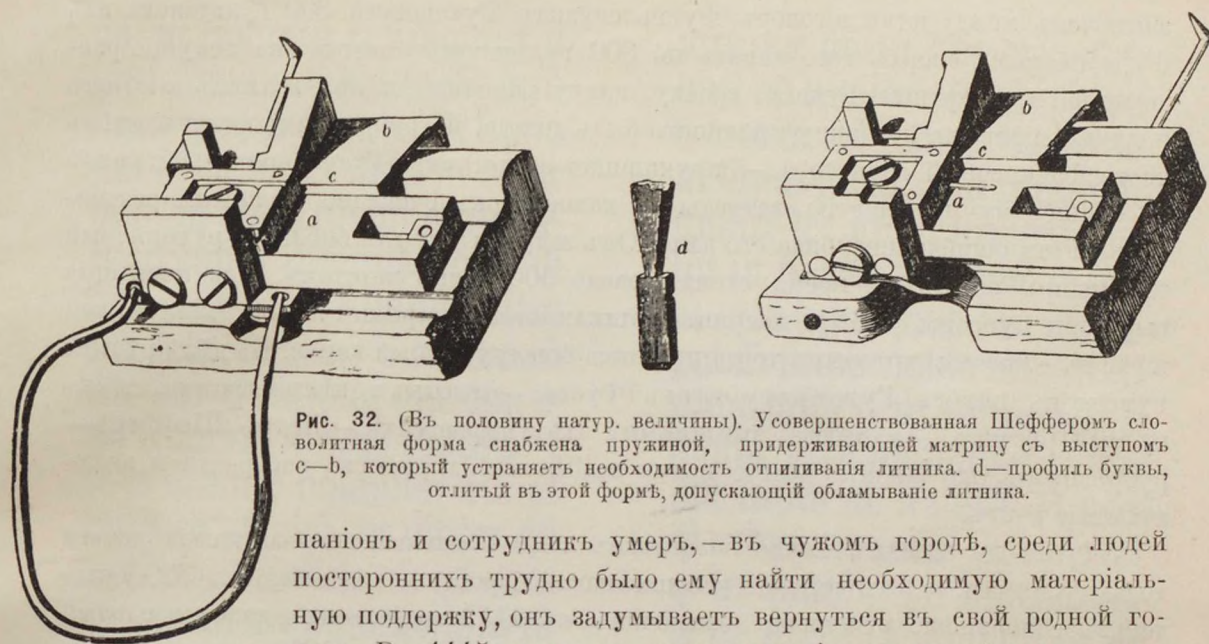 b
c
a
d
b
c
a
Рис. 32. (Въ половину натур. величины). Усовершенствованная Шефферомъ сло-
волитная форма снабжена пружиной, придерживающей матрицу съ выступомъ
c—b, который устраняетъ необходимость отпиливанія литника. d—профиль буквы,
отлитый въ этой формѣ, допускающій обламываніе литника.
паніонъ и сотрудникъ умеръ,—въ чужомъ городѣ, среди людей
постороннихъ трудно было ему найти необходимую матеріаль-
ную поддержку, онъ задумываетъ вернуться въ свой родной го-